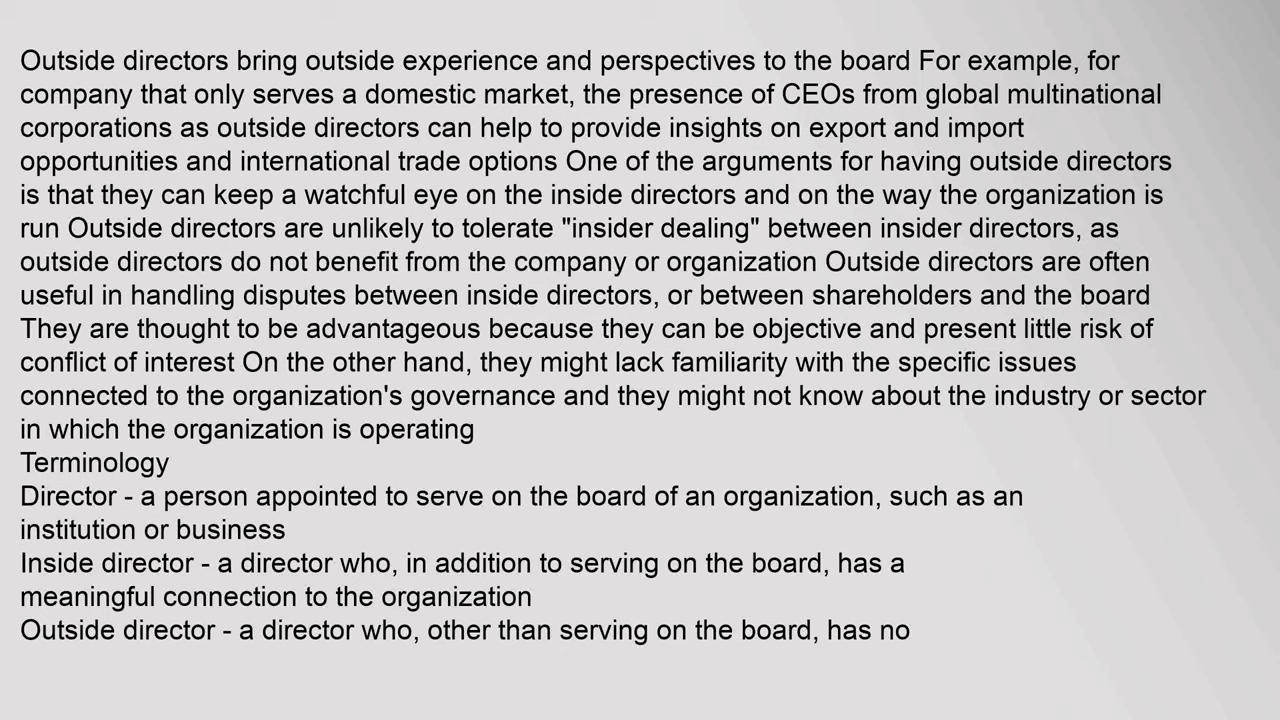 Outside directors bring outside experience and perspectives to the board For example, for
company that only serves a domestic market, the presence of CEOs from global multinational
corporations as outside directors can help to provide insights on export and import
opportunities and international trade options One of the arguments for having outside directors
is that they can keep a watchful eye on the inside directors and on the way the organization is
run Outside directors are unlikely to tolerate "insider dealing" between insider directors, as
outside directors do not benefit from the company or organization Outside directors are often
useful in handling disputes between inside directors, or between shareholders and the board
They are thought to be advantageous because they can be objective and present little risk of
conflict of interest On the other hand, they might lack familiarity with the specific issues
connected to the organization's governance and they might not know about the industry or sector
in which the organization is operating
Terminology
Director - a person appointed to serve on the board of an organization, such as an
institution or business
Inside director - a director who, in addition to serving on the board, has a
meaningful connection to the organization
Outside director - a director who, other than serving on the board, has no